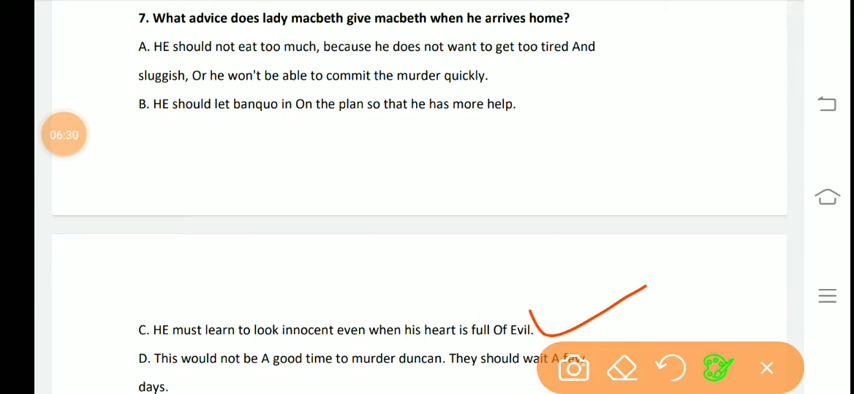 7. What advice does lady macbeth give macbeth when he arrives home?
A. HE should not eat too much, because he does not want to get too tired And
sluggish, Or he won't be able to commit the murder quickly.
B. HE should let banquo in On the plan so that he has more help.
06:30
C. HE must learn to look innocent even when his heart is full Of Evil.
D. This would not be A good time to murder duncan. They should wait A few
days.